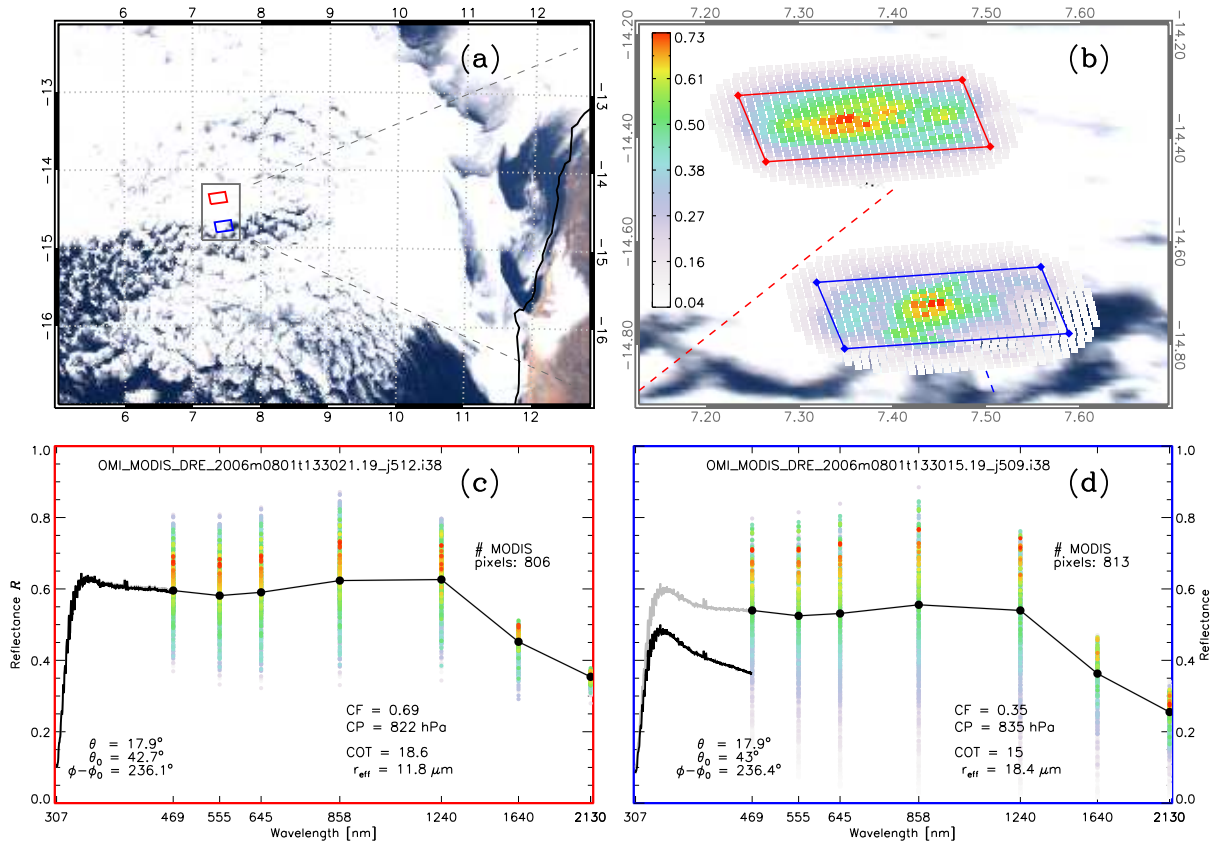 6 7 8 9 10 11 12
(a)
-13 -14 -15 -16
-13 -14 -15 -16
5 6 7 8 9 10 11 12
7.20 7.30 7.40 7.50 7.60
(b)
0.73
0.61
0.50
0.38
0.27
0.16
0.04
-14.20 -14.40 -14.60 -14.80
-14.20 -14.40 -14.60 -14.80
7.20 7.30 7.40 7.50 7.60
1.0
0.8
0.6
0.4
0.2
0.0
Reflectance R
OMI_MODIS_DRE_2006m0801t133021.19_j512.i38
(c)
#. MODIS
pixels: 806
CF = 0.69
CP = 822 hPa
COT = 18.6
r_eff = 11.8 μm
θ = 17.9°
θ₀ = 42.7°
φ−φ₀ = 236.1°
307 469 555 645 858 1240 1640 2130
Wavelength [nm]
OMI_MODIS_DRE_2006m0801t133015.19_j509.i38
(d)
#. MODIS
pixels: 813
CF = 0.35
CP = 835 hPa
COT = 15
r_eff = 18.4 μm
θ = 17.9°
θ₀ = 43°
φ−φ₀ = 236.4°
307 469 555 645 858 1240 1640 2130
Wavelength [nm]
1.0
0.8
0.6
0.4
0.2
0.0
Reflectance R